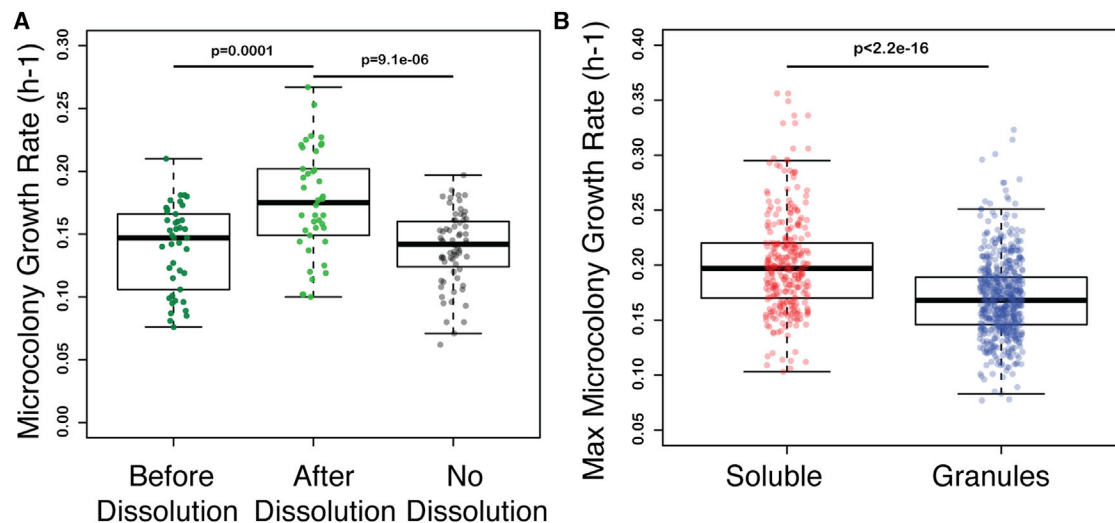 A
Microcolony Growth Rate (h-1)
0.30
0.25
0.20
0.15
0.10
0.05
0.00
p=0.0001
p=9.1e-06
Before
Dissolution
After
Dissolution
No
Dissolution
B
Max Microcolony Growth Rate (h-1)
0.40
0.35
0.30
0.25
0.20
0.15
0.10
0.05
p<2.2e-16
Soluble
Granules